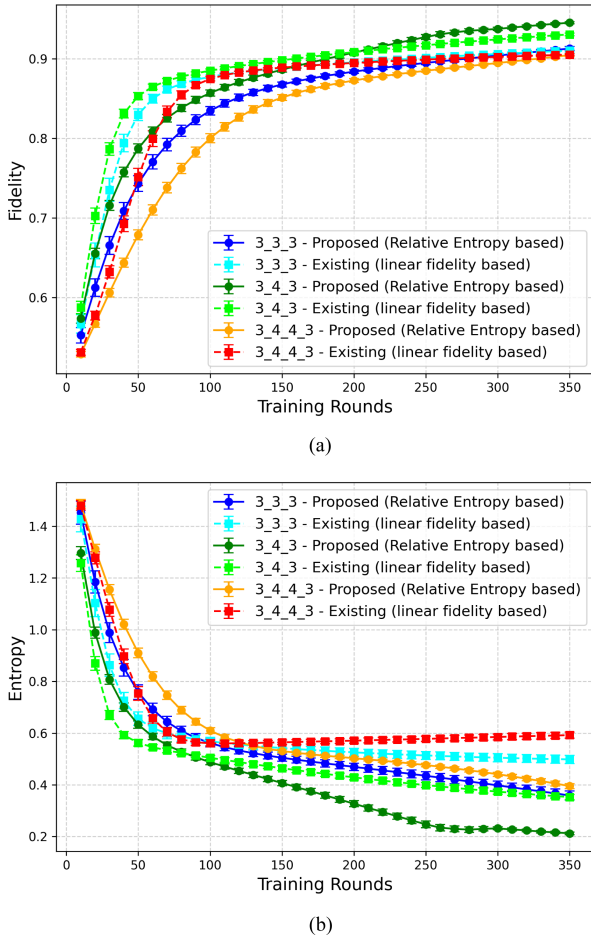 0.9
0.8
0.7
0.6
Fidelity
3_3_3 - Proposed (Relative Entropy based)
3_3_3 - Existing (linear fidelity based)
3_4_3 - Proposed (Relative Entropy based)
3_4_3 - Existing (linear fidelity based)
3_4_4_3 - Proposed (Relative Entropy based)
3_4_4_3 - Existing (linear fidelity based)
0 50 100 150 200 250 300 350
Training Rounds
(a)
1.4
1.2
1.0
0.8
0.6
0.4
0.2
Entropy
3_3_3 - Proposed (Relative Entropy based)
3_3_3 - Existing (linear fidelity based)
3_4_3 - Proposed (Relative Entropy based)
3_4_3 - Existing (linear fidelity based)
3_4_4_3 - Proposed (Relative Entropy based)
3_4_4_3 - Existing (linear fidelity based)
0 50 100 150 200 250 300 350
Training Rounds
(b)